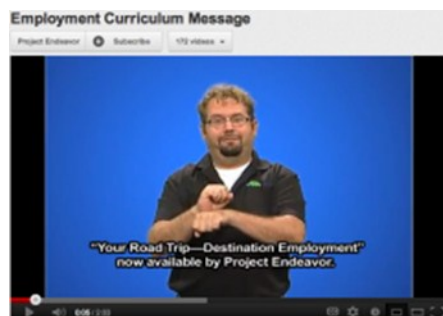 Employment Curriculum Message
Project Endeavor Subscribe 172 videos
"Your Road Trip—Destination Employment"
now available by Project Endeavor.